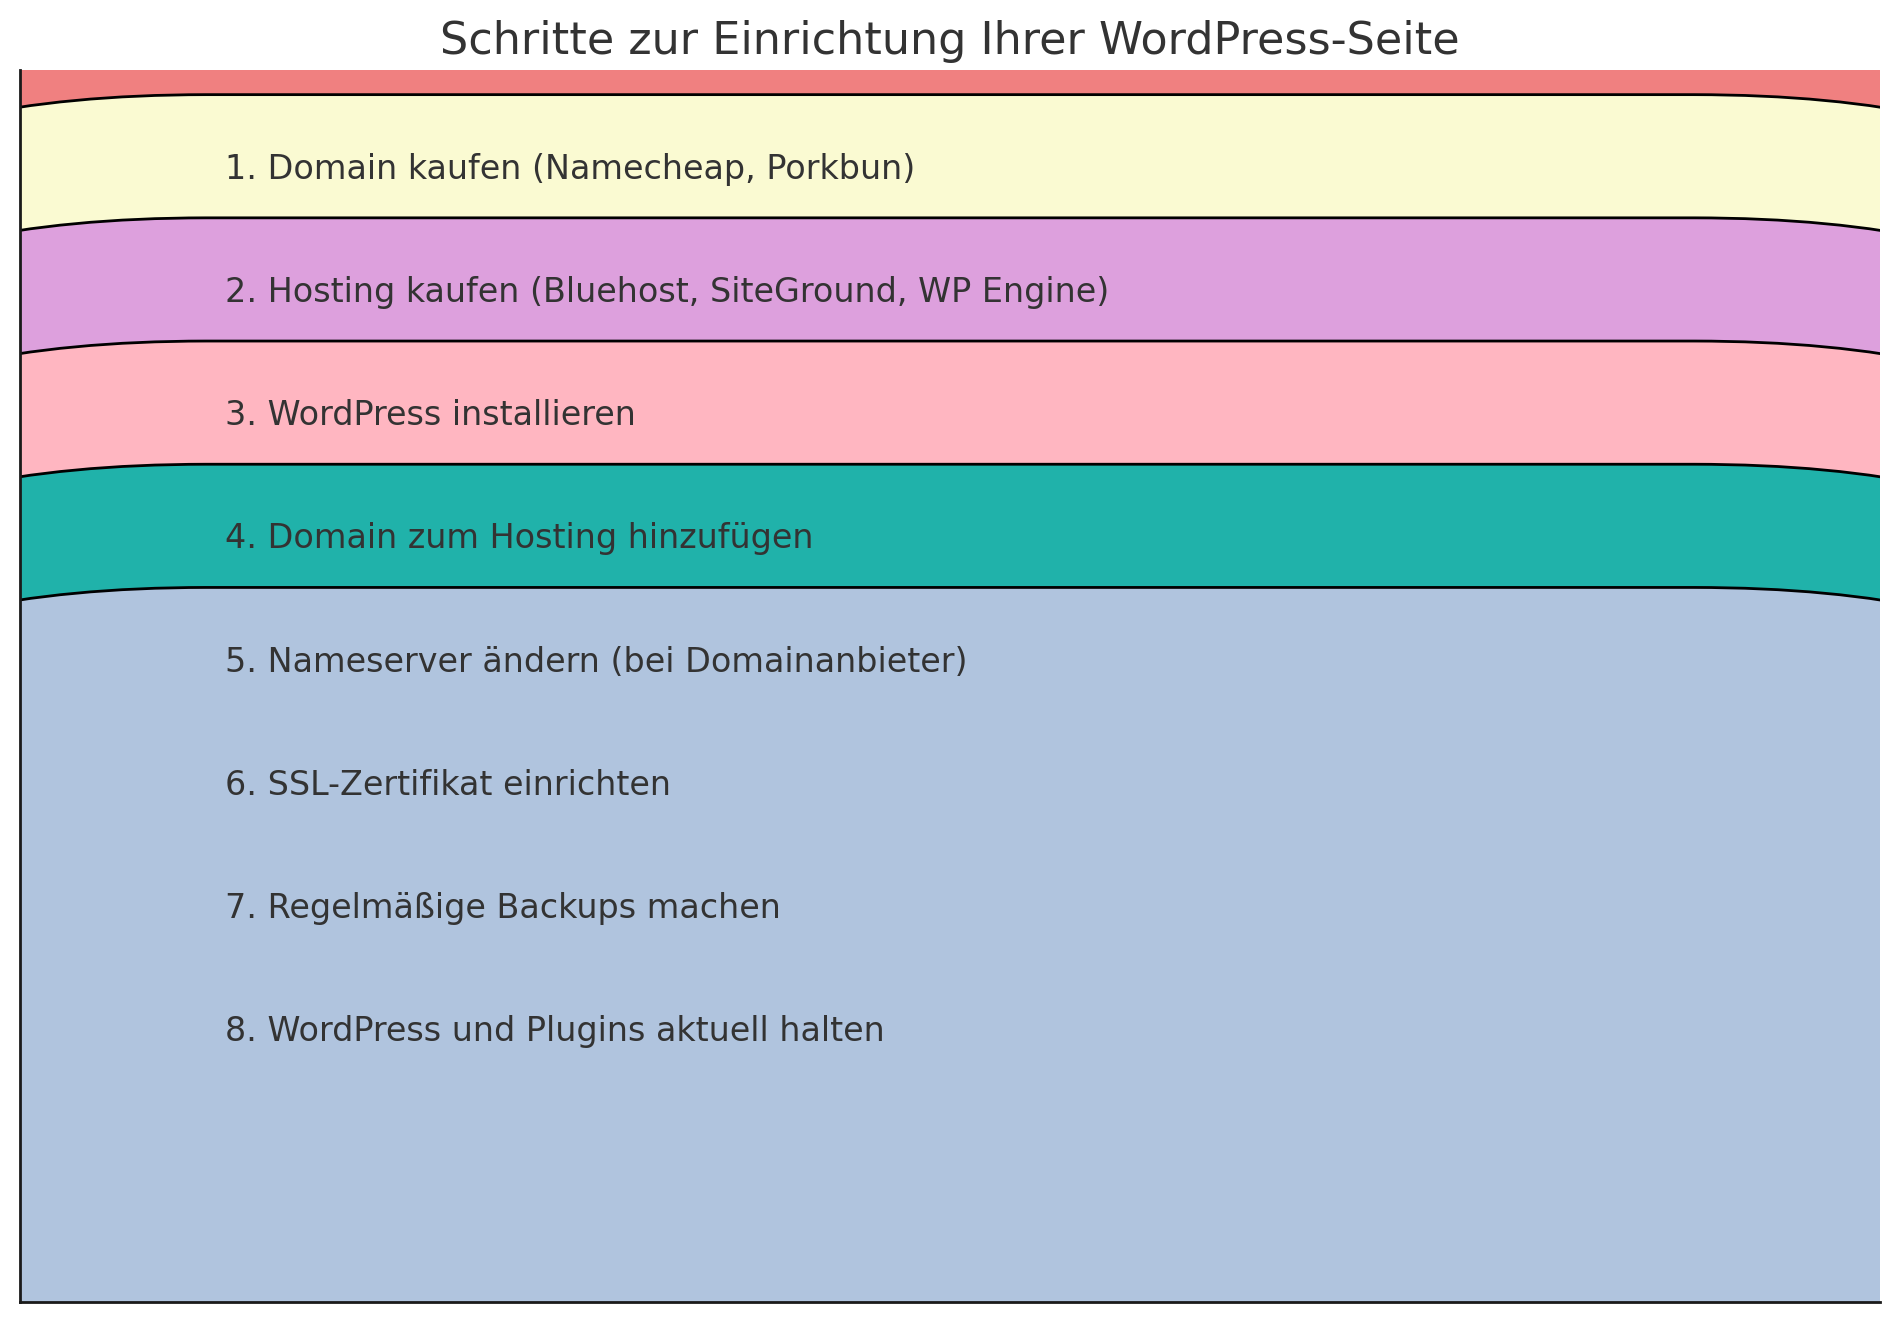 Schritte zur Einrichtung Ihrer WordPress-Seite
1. Domain kaufen (Namecheap, Porkbun)
2. Hosting kaufen (Bluehost, SiteGround, WP Engine)
3. WordPress installieren
4. Domain zum Hosting hinzufügen
5. Nameserver ändern (bei Domainanbieter)
6. SSL-Zertifikat einrichten
7. Regelmäßige Backups machen
8. WordPress und Plugins aktuell halten